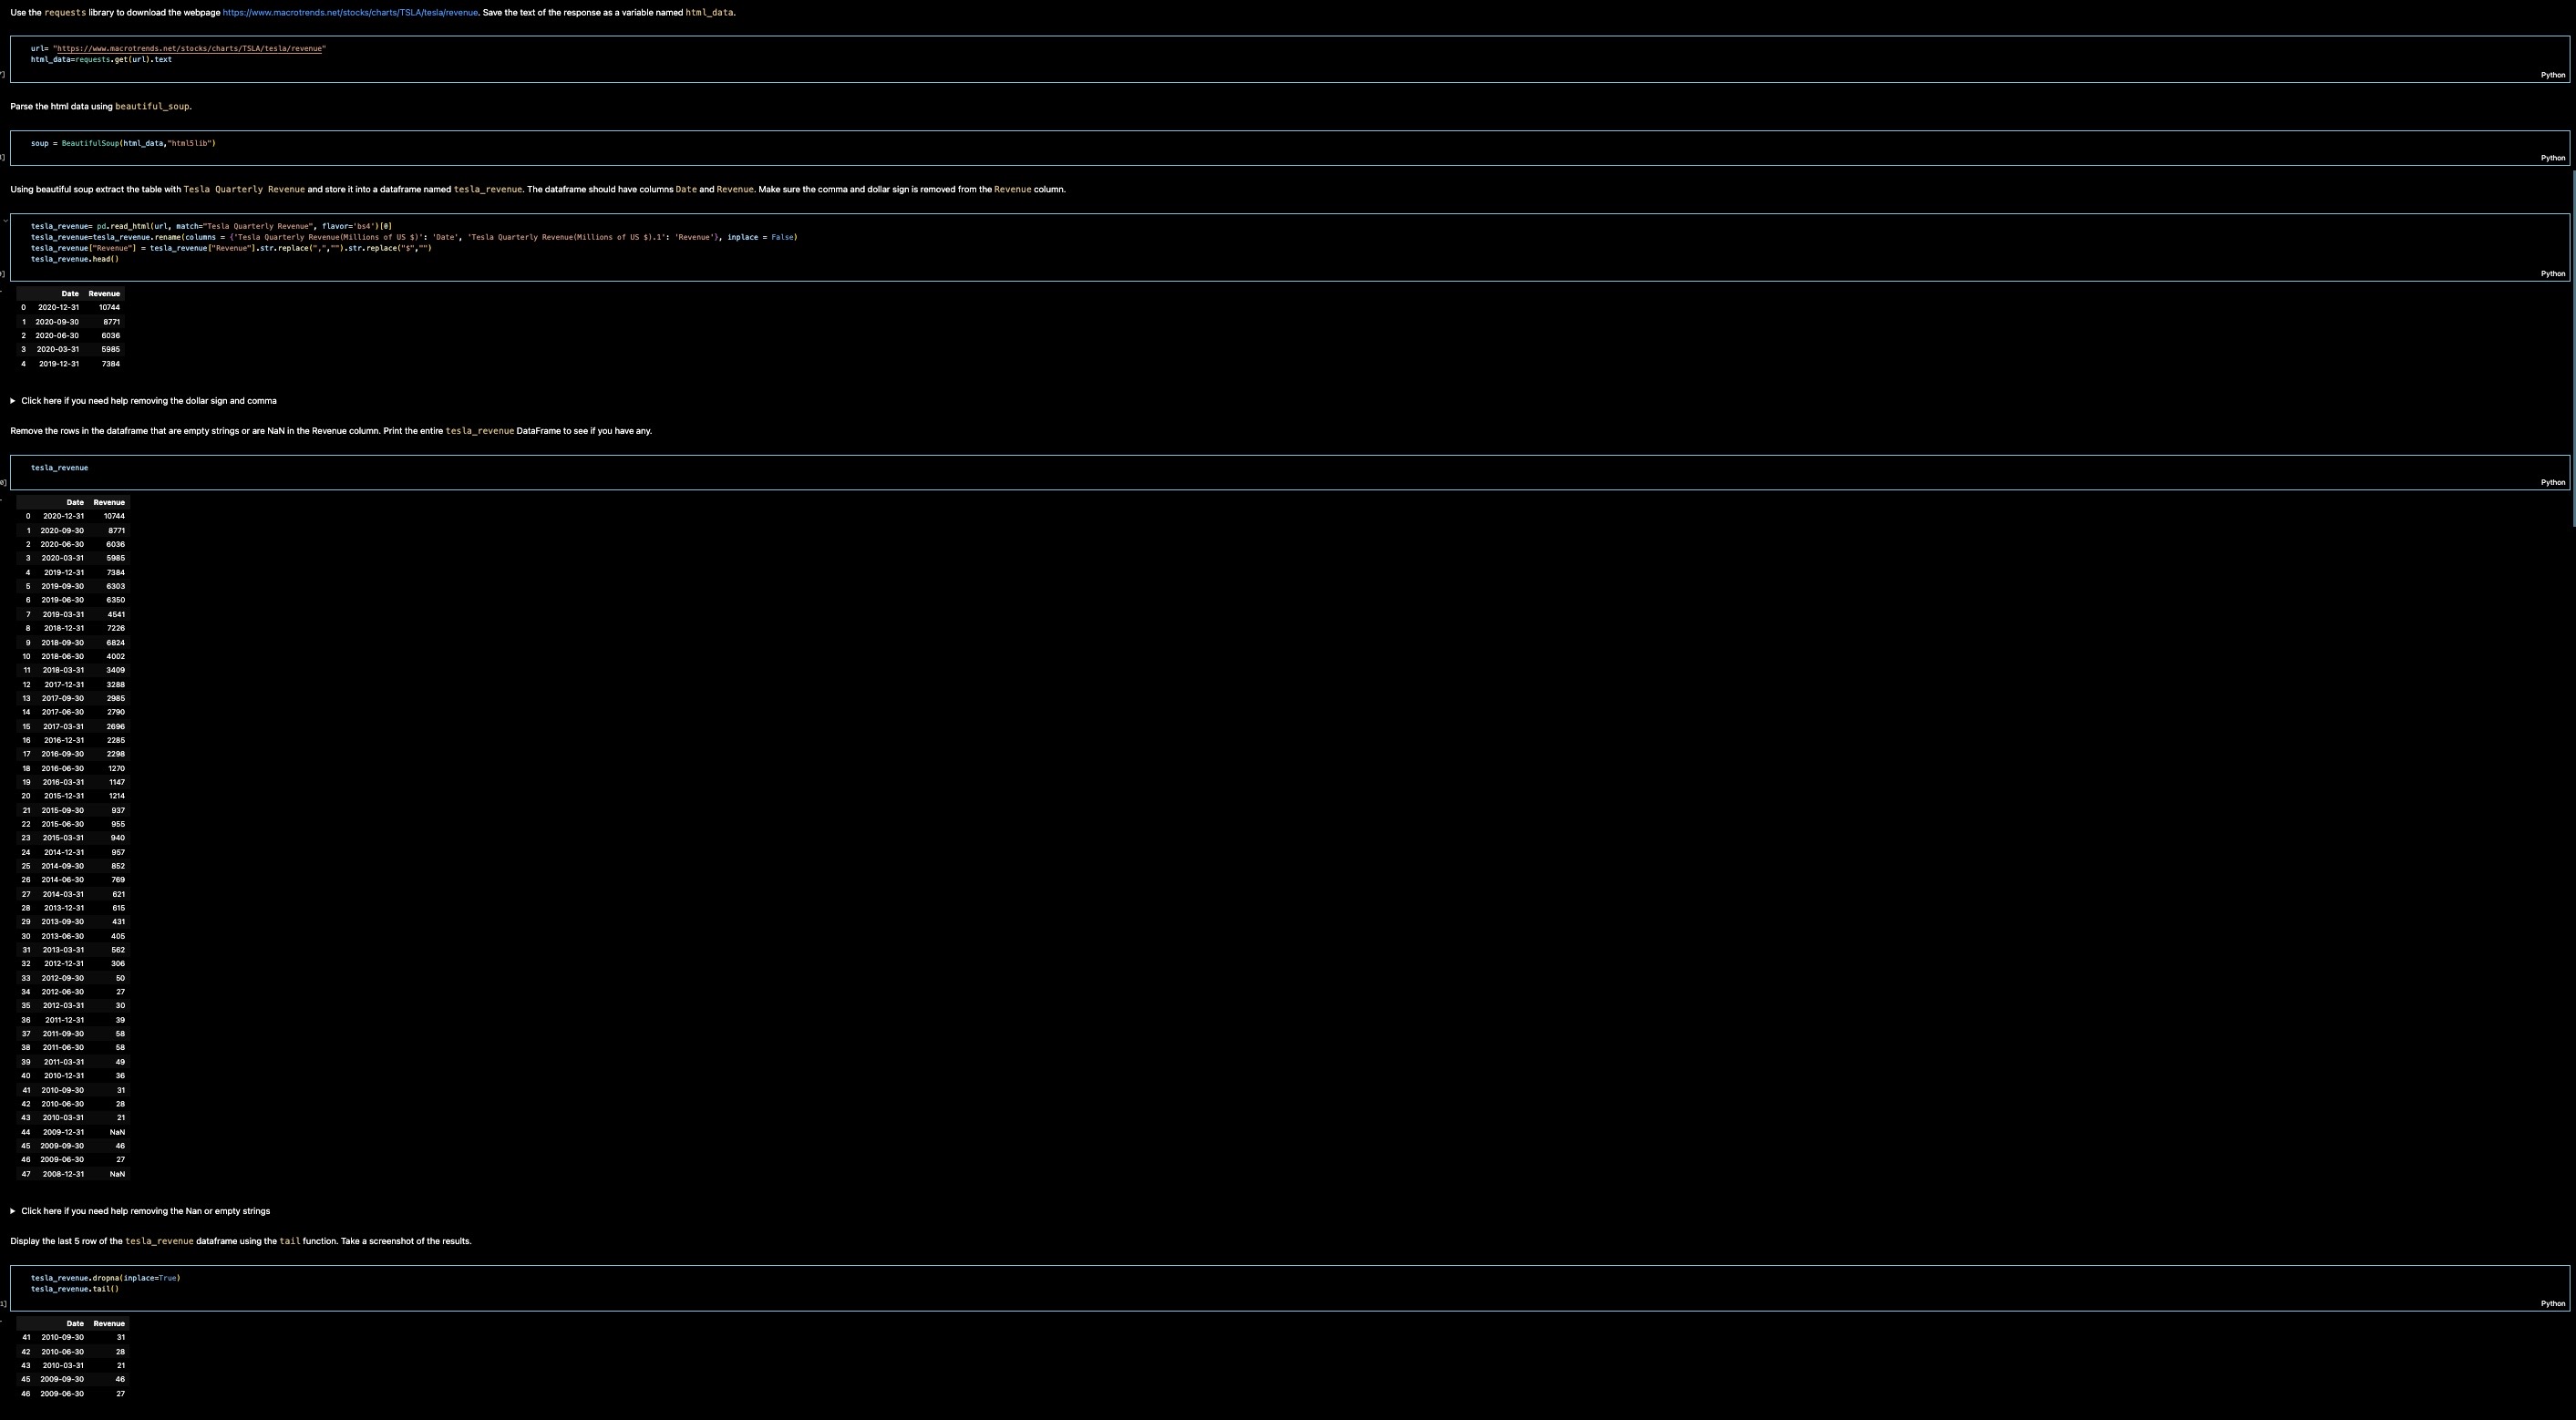 Use the requests library to download the webpage https://www.macrotrends.net/stocks/charts/TSLA/tesla/revenue. Save the text of the response as a variable named html_data.
url= "https://www.macrotrends.net/stocks/charts/TSLA/tesla/revenue"
html_data=requests.get(url).text
Python
Parse the html data using beautiful_soup.
soup = BeautifulSoup(html_data,"html5lib")
Python
Using beautiful soup extract the table with Tesla Quarterly Revenue and store it into a dataframe named tesla_revenue. The dataframe should have columns Date and Revenue. Make sure the comma and dollar sign is removed from the Revenue column.
tesla_revenue= pd.read_html(url, match="Tesla Quarterly Revenue", flavor='bs4')[0]
tesla_revenue=tesla_revenue.rename(columns = {'Tesla Quarterly Revenue(Millions of US $)': 'Date', 'Tesla Quarterly Revenue(Millions of US $).1': 'Revenue'}, inplace = False)
tesla_revenue["Revenue"] = tesla_revenue["Revenue"].str.replace(",","").str.replace("$","")
tesla_revenue.head()
Python
Date Revenue
0 2020-12-31 10744
1 2020-09-30 8771
2 2020-06-30 6036
3 2020-03-31 5985
4 2019-12-31 7384
Click here if you need help removing the dollar sign and comma
Remove the rows in the dataframe that are empty strings or are NaN in the Revenue column. Print the entire tesla_revenue DataFrame to see if you have any.
tesla_revenue
Python
Date Revenue
0 2020-12-31 10744
1 2020-09-30 8771
2 2020-06-30 6036
3 2020-03-31 5985
4 2019-12-31 7384
5 2019-09-30 6303
6 2019-06-30 6350
7 2019-03-31 4541
8 2018-12-31 7226
9 2018-09-30 6824
10 2018-06-30 4002
11 2018-03-31 3409
12 2017-12-31 3288
13 2017-09-30 2985
14 2017-06-30 2790
15 2017-03-31 2696
16 2016-12-31 2285
17 2016-09-30 2298
18 2016-06-30 1270
19 2016-03-31 1147
20 2015-12-31 1214
21 2015-09-30 937
22 2015-06-30 955
23 2015-03-31 940
24 2014-12-31 957
25 2014-09-30 852
26 2014-06-30 769
27 2014-03-31 621
28 2013-12-31 615
29 2013-09-30 431
30 2013-06-30 405
31 2013-03-31 562
32 2012-12-31 306
33 2012-09-30 50
34 2012-06-30 27
35 2012-03-31 30
36 2011-12-31 39
37 2011-09-30 58
38 2011-06-30 58
39 2011-03-31 49
40 2010-12-31 36
41 2010-09-30 31
42 2010-06-30 28
43 2010-03-31 21
44 2009-12-31 NaN
45 2009-09-30 46
46 2009-06-30 27
47 2008-12-31 NaN
Click here if you need help removing the Nan or empty strings
Display the last 5 row of the tesla_revenue dataframe using the tail function. Take a screenshot of the results.
tesla_revenue.dropna(inplace=True)
tesla_revenue.tail()
Python
Date Revenue
41 2010-09-30 31
42 2010-06-30 28
43 2010-03-31 21
45 2009-09-30 46
46 2009-06-30 27